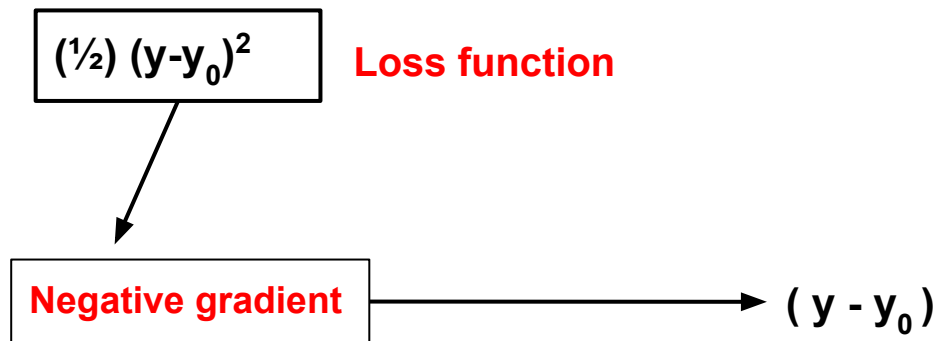 (½) (y-y₀)²
Loss function
Negative gradient
( y - y₀ )